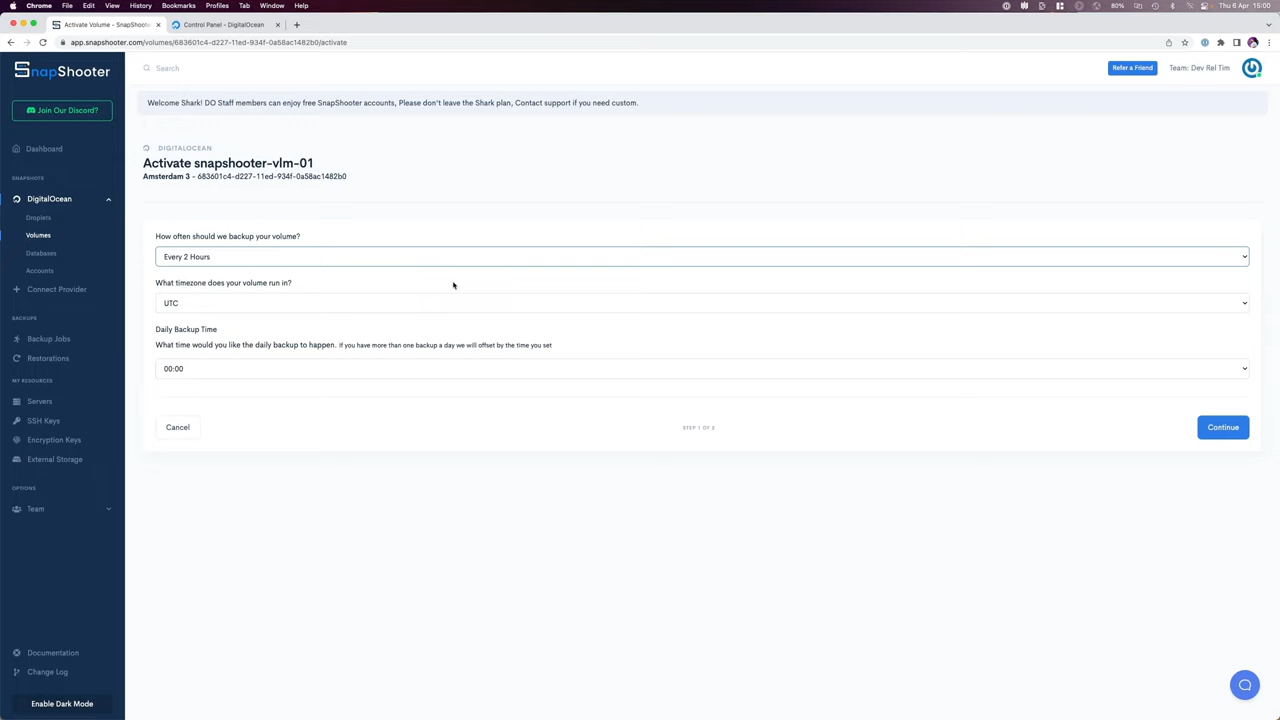 Chrome File Edit View History Bookmarks Profiles Tab Window Help
80%
Thu 6 Apr 15:00
Activate Volume - SnapShoote
Control Panel - DigitalOcean
app.snapshooter.com/volumes/683601c4-d227-11ed-934f-0a58ac1482b0/activate
SnapShooter
Search
Refer a Friend
Team: Dev Rel Tim
Welcome Shark! DO Staff members can enjoy free SnapShooter accounts, Please don't leave the Shark plan, Contact support if you need custom.
Join Our Discord?
Dashboard
SNAPSHOTS
DigitalOcean
Droplets
Volumes
Databases
Accounts
Connect Provider
BACKUPS
Backup Jobs
Restorations
MY RESOURCES
Servers
SSH Keys
Encryption Keys
External Storage
OPTIONS
Team
Documentation
Change Log
Enable Dark Mode
DIGITALOCEAN
Activate snapshooter-vlm-01
Amsterdam 3 - 683601c4-d227-11ed-934f-0a58ac1482b0
How often should we backup your volume?
Every 2 Hours
What timezone does your volume run in?
UTC
Daily Backup Time
What time would you like the daily backup to happen. If you have more than one backup a day we will offset by the time you set
00:00
Cancel
STEP 1 OF 2
Continue